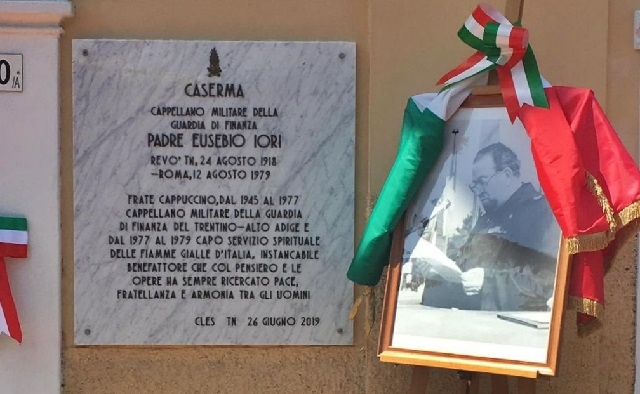 0/A
CASERMA
CAPPELLANO MILITARE DELLA
GUARDIA DI FINANZA
PADRE EUSEBIO IORI
REVO' TN, 24 AGOSTO 1918
–ROMA, 12 AGOSTO 1979
FRATE CAPPUCCINO, DAL 1945 AL 1977
CAPPELLANO MILITARE DELLA GUARDIA
DI FINANZA DEL TRENTINO–ALTO ADIGE E
DAL 1977 AL 1979 CAPO SERVIZIO SPIRITUALE
DELLE FIAMME GIALLE D'ITALIA, INSTANCABILE
BENEFATTORE CHE COL PENSIERO E LE
OPERE HA SEMPRE RICERCATO PACE,
FRATELLANZA E ARMONIA TRA GLI UOMINI
CLES TN 26 GIUGNO 2019